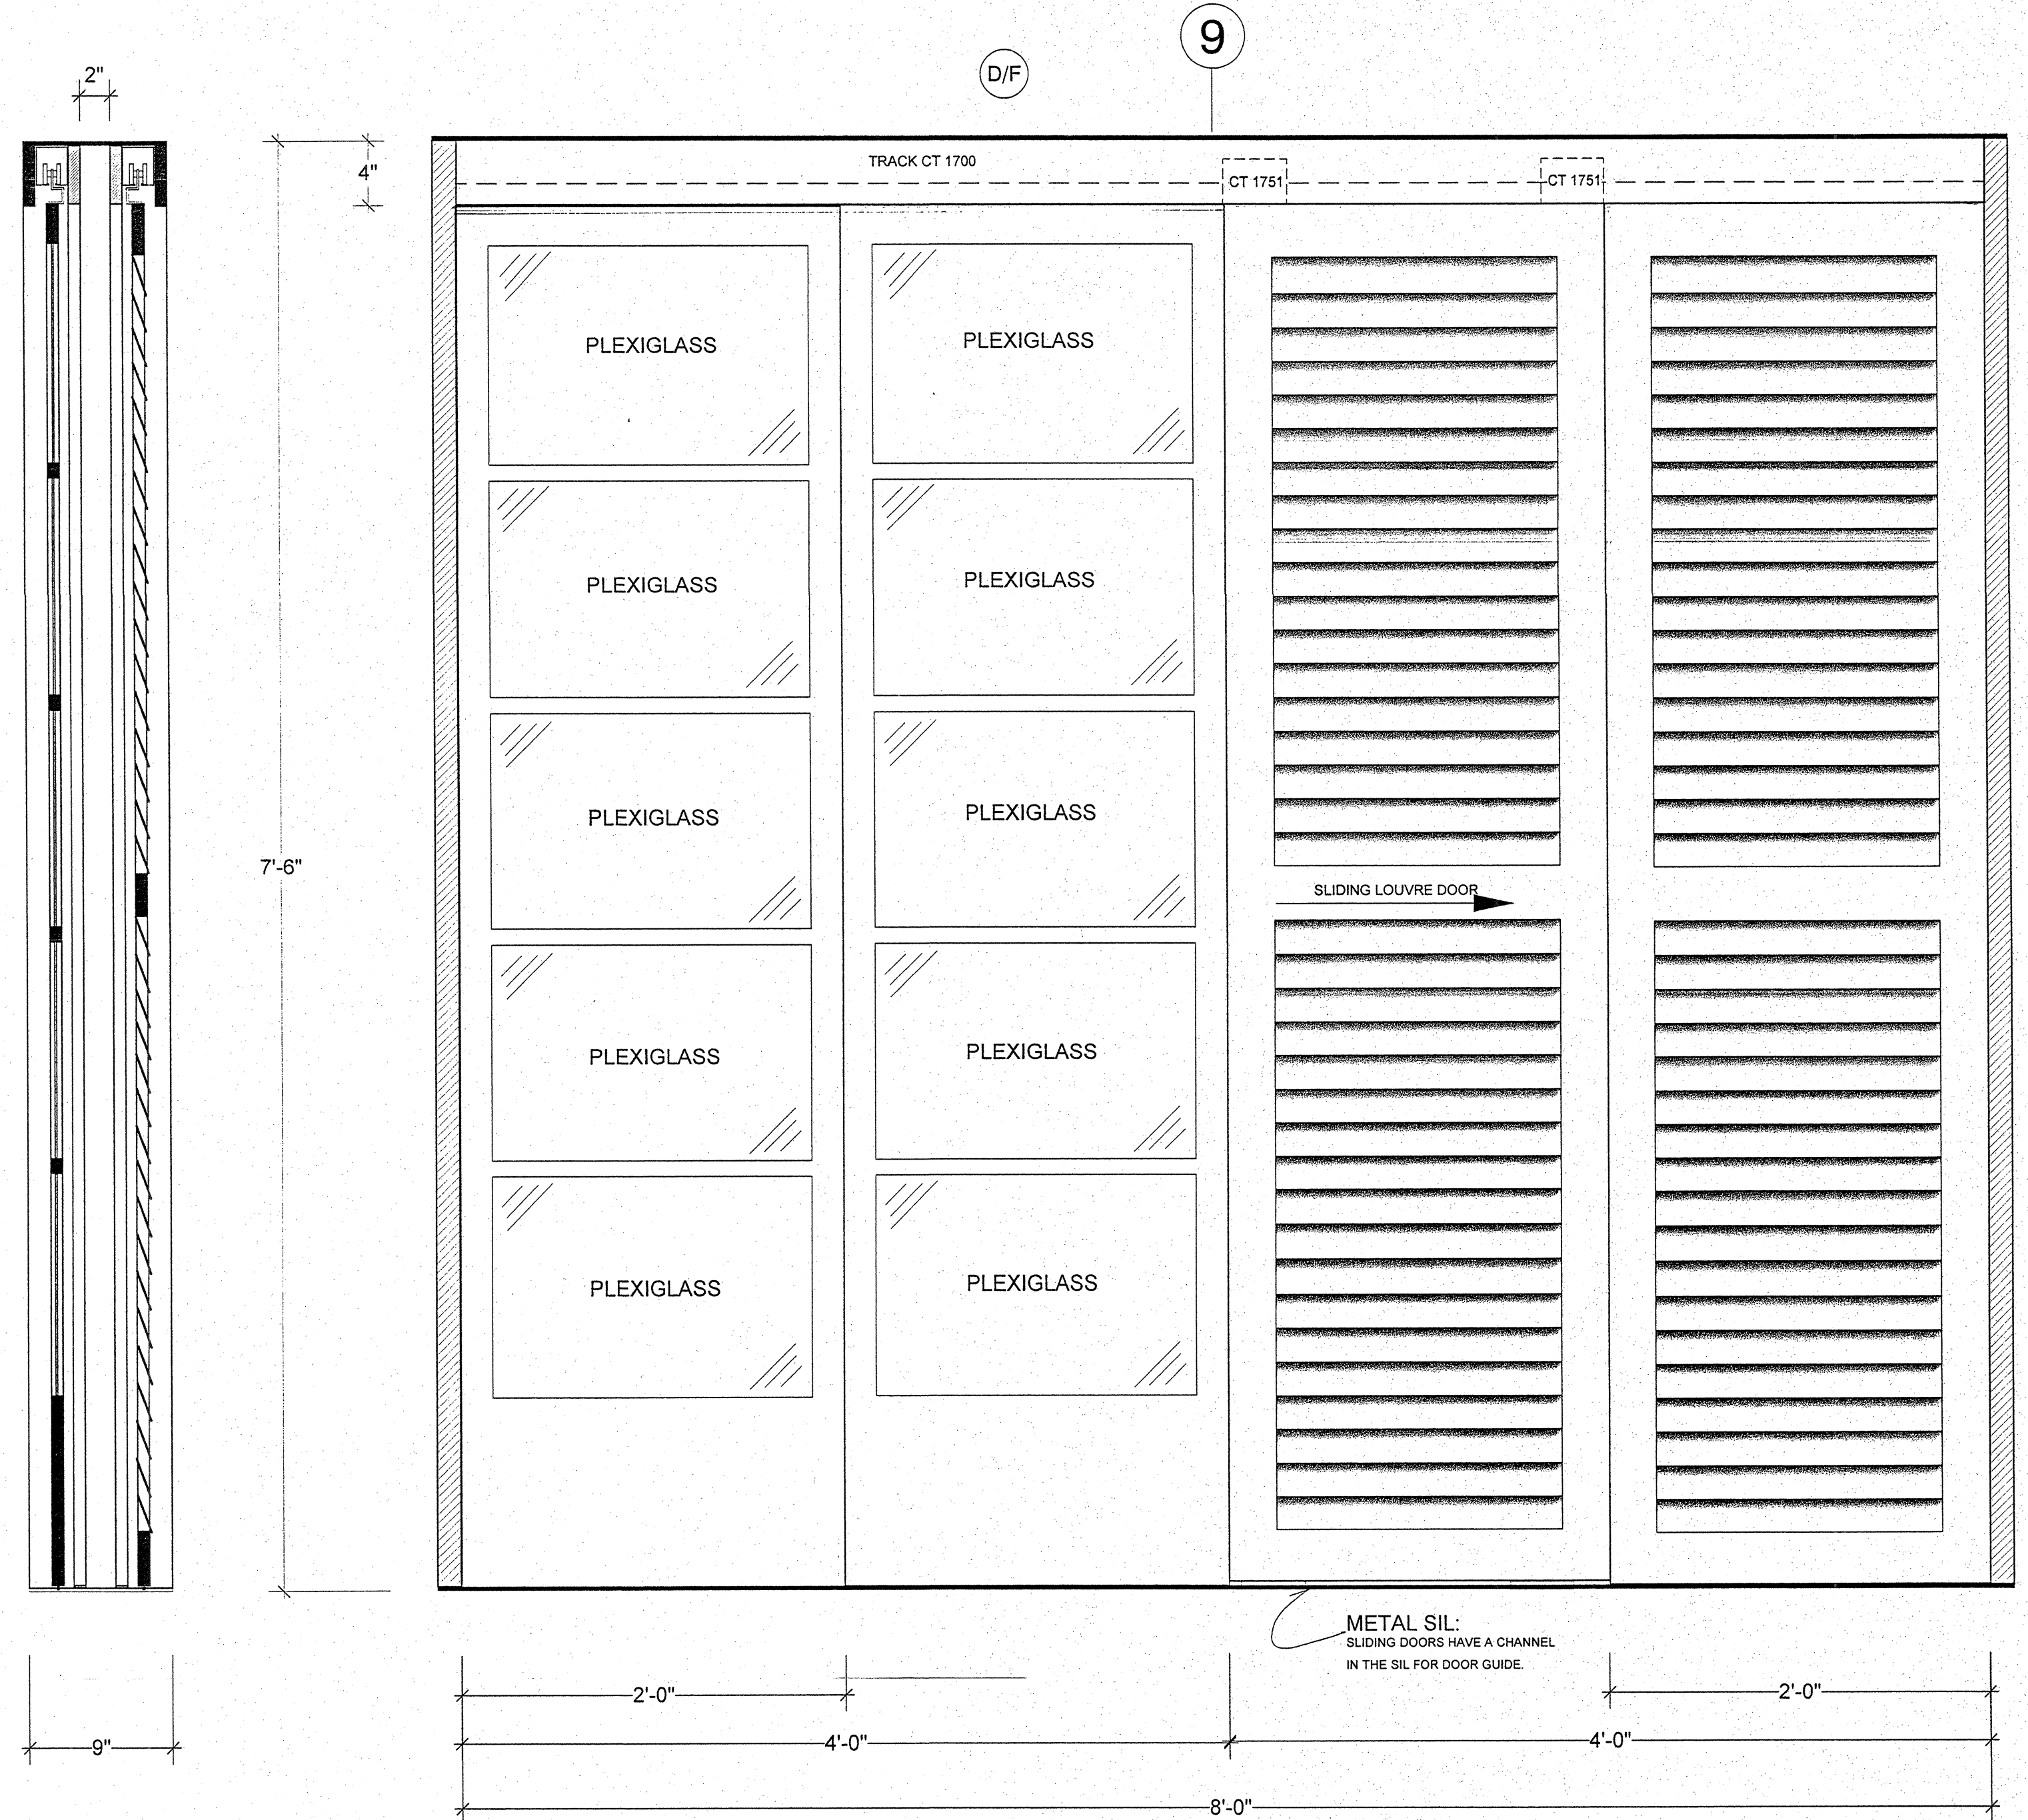 9
D/F
2"
4"
TRACK CT 1700
CT 1751
CT 1751
PLEXIGLASS
PLEXIGLASS
PLEXIGLASS
PLEXIGLASS
PLEXIGLASS
PLEXIGLASS
7'-6"
SLIDING LOUVRE DOOR
PLEXIGLASS
PLEXIGLASS
PLEXIGLASS
PLEXIGLASS
METAL SIL:
SLIDING DOORS HAVE A CHANNEL
IN THE SIL FOR DOOR GUIDE.
2'-0"
2'-0"
9"
4'-0"
4'-0"
8'-0"